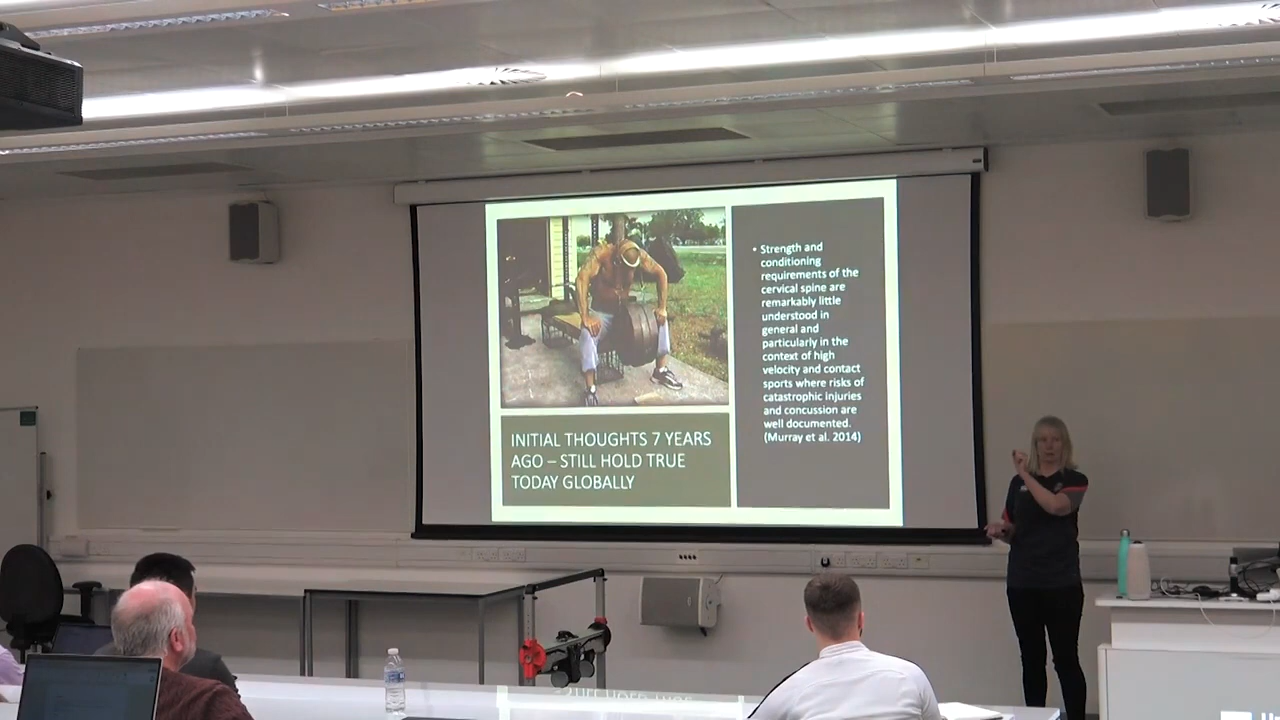 INITIAL THOUGHTS 7 YEARS
AGO – STILL HOLD TRUE
TODAY GLOBALLY
• Strength and
conditioning
requirements of the
cervical spine are
remarkably little
understood in
general and
particularly in the
context of high
velocity and contact
sports where risks of
catastrophic injuries
and concussion are
well documented.
(Murray et al. 2014)